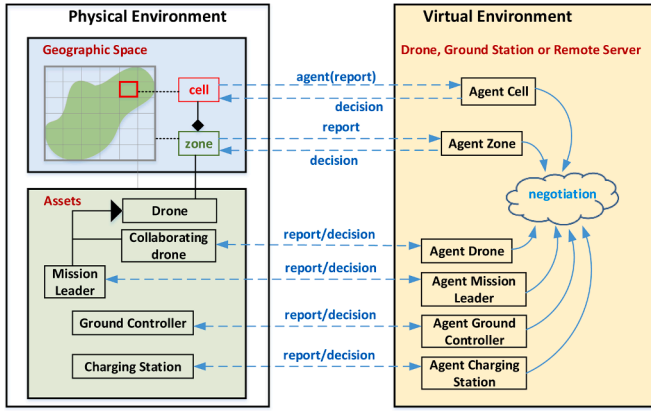 Physical Environment
Geographic Space
cell
zone
Assets
Drone
Collaborating
drone
Mission
Leader
Ground Controller
Charging Station
agent(report)
decision
report
decision
report/decision
report/decision
report/decision
report/decision
Virtual Environment
Drone, Ground Station or Remote Server
Agent Cell
Agent Zone
negotiation
Agent Drone
Agent Mission
Leader
Agent Ground
Controller
Agent Charging
Station